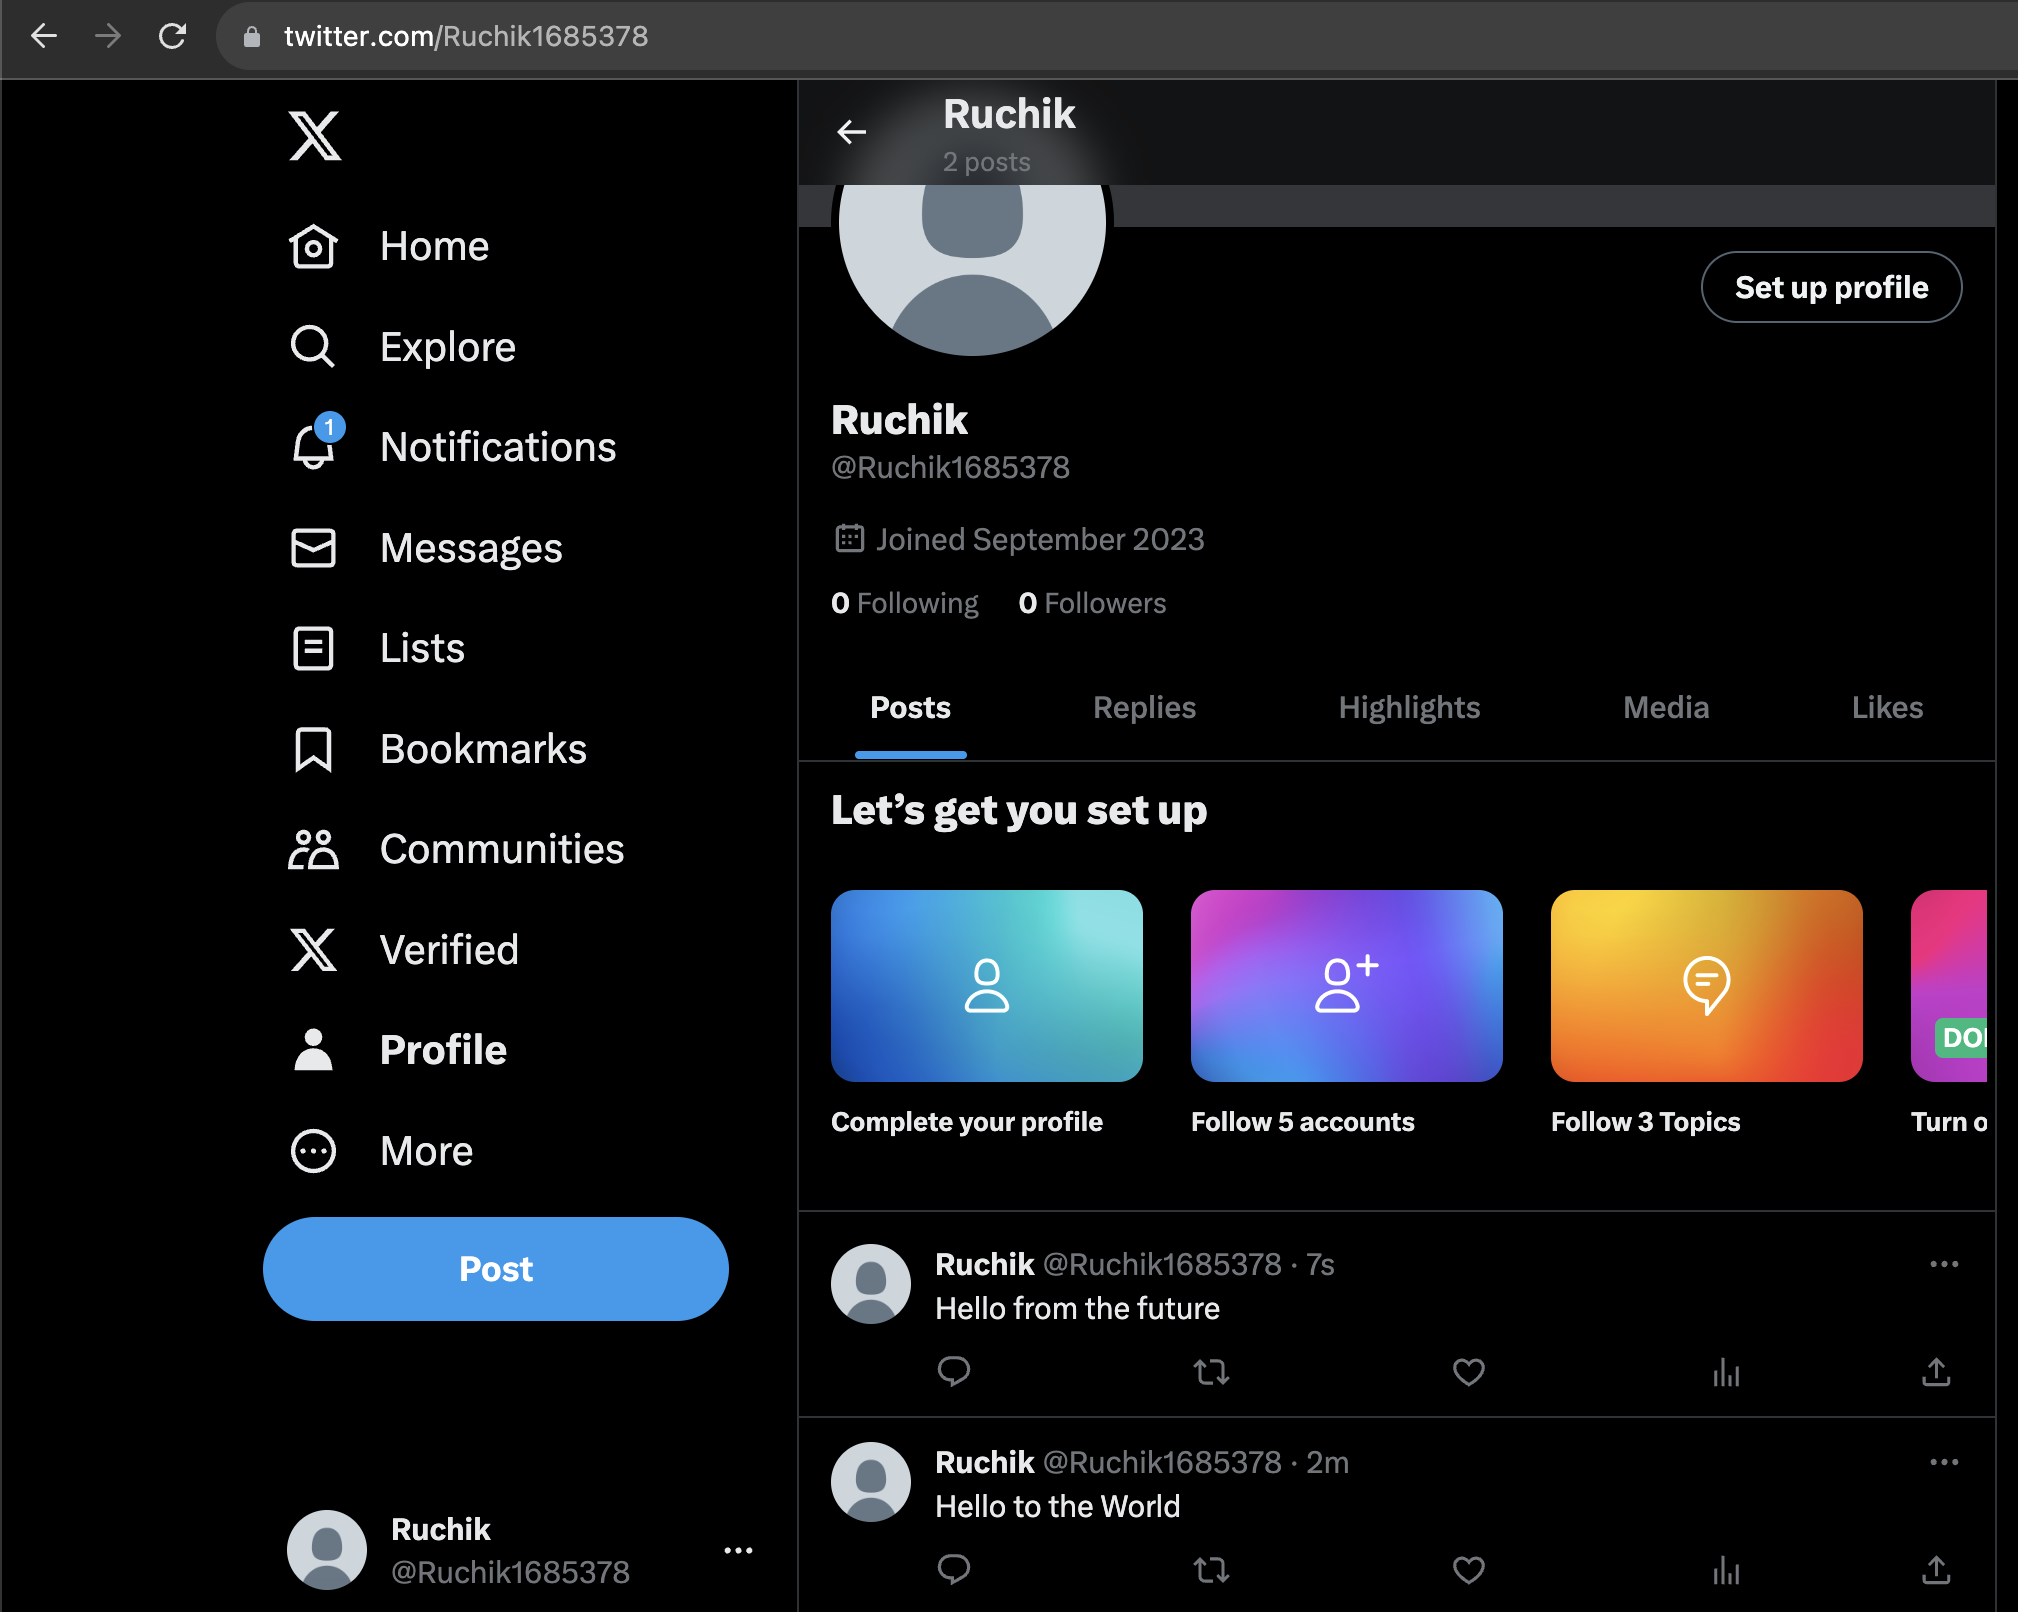 twitter.com/Ruchik1685378
Home
Explore
1
Notifications
Messages
Lists
Bookmarks
Communities
Verified
Profile
More
Post
Ruchik
@Ruchik1685378
Ruchik
2 posts
Set up profile
Ruchik
@Ruchik1685378
Joined September 2023
0 Following 0 Followers
Posts Replies Highlights Media Likes
Let’s get you set up
Complete your profile Follow 5 accounts Follow 3 Topics Turn
Ruchik @Ruchik1685378 · 7s
Hello from the future
Ruchik @Ruchik1685378 · 2m
Hello to the World